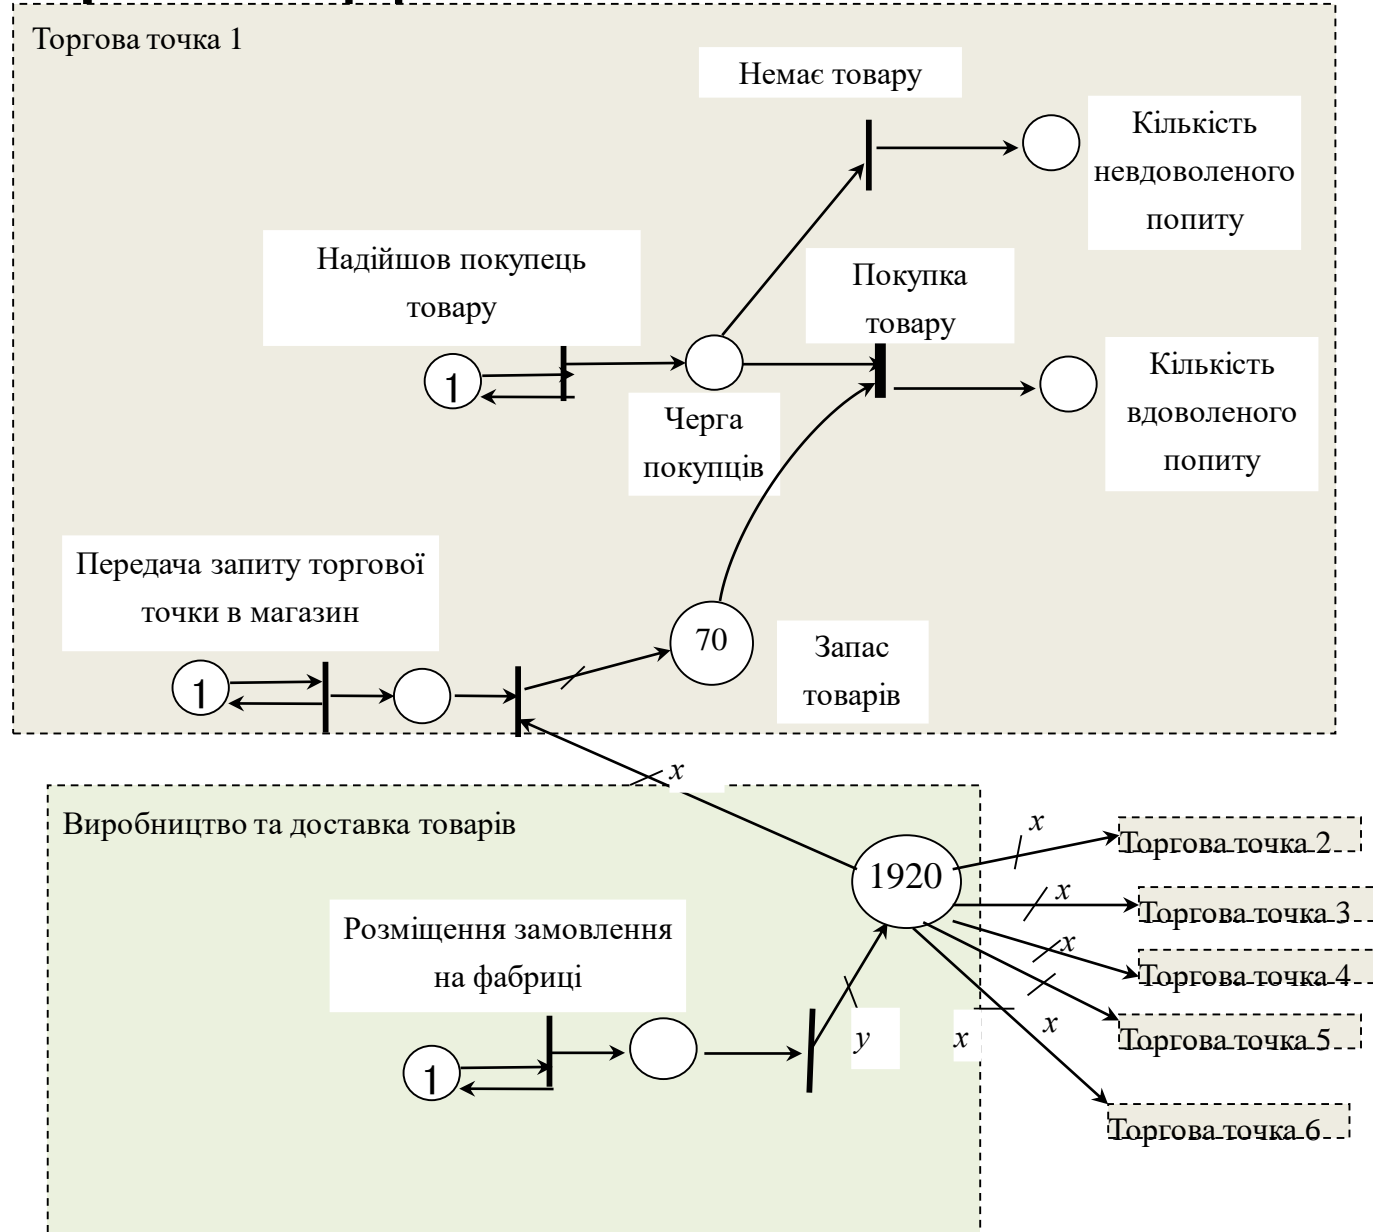 Торгова точка 1
Немає товару
Кількість
невдоволеного
попиту
Надійшов покупець
товару
Покупка
товару
1
Кількість
вдоволеного
попиту
Черга
покупців
Передача запиту торгової
точки в магазин
70
Запас
товарів
1
x
Виробництво та доставка товарів
x
Торгова точка 2
1920
x
Торгова точка 3
Розміщення замовлення
на фабриці
x
Торгова точка 4
y
x
x
Торгова точка 5
1
Торгова точка 6